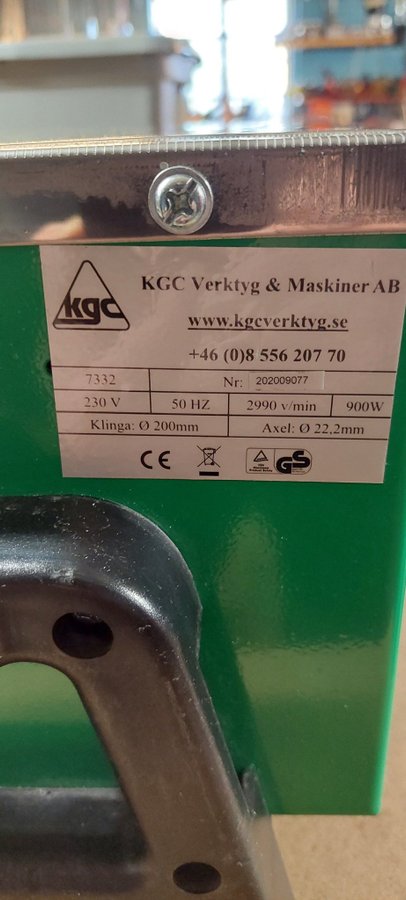 kgc
KGC Verktyg & Maskiner AB
www.kgcverktyg.se
+46 (0)8 556 207 70
7332 Nr: 202009077
230 V 50 HZ 2990 v/min 900W
Klinga: Ø 200mm Axel: Ø 22,2mm
CE GS